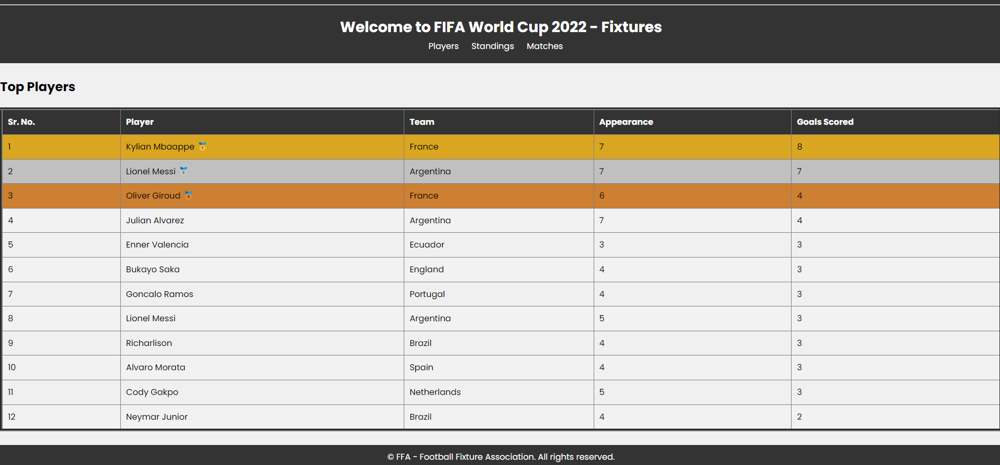 Welcome to FIFA World Cup 2022 - Fixtures
Players Standings Matches
Top Players
Sr. No. Player Team Appearance Goals Scored
1 Kylian Mbaappe 🥇 France 7 8
2 Lionel Messi 🥈 Argentina 7 7
3 Oliver Giroud 🥉 France 6 4
4 Julian Alvarez Argentina 7 4
5 Enner Valencia Ecuador 3 3
6 Bukayo Saka England 4 3
7 Goncalo Ramos Portugal 4 3
8 Lionel Messi Argentina 5 3
9 Richarlison Brazil 4 3
10 Alvaro Morata Spain 4 3
11 Cody Gakpo Netherlands 5 3
12 Neymar Junior Brazil 4 2
© FFA - Football Fixture Association. All rights reserved.